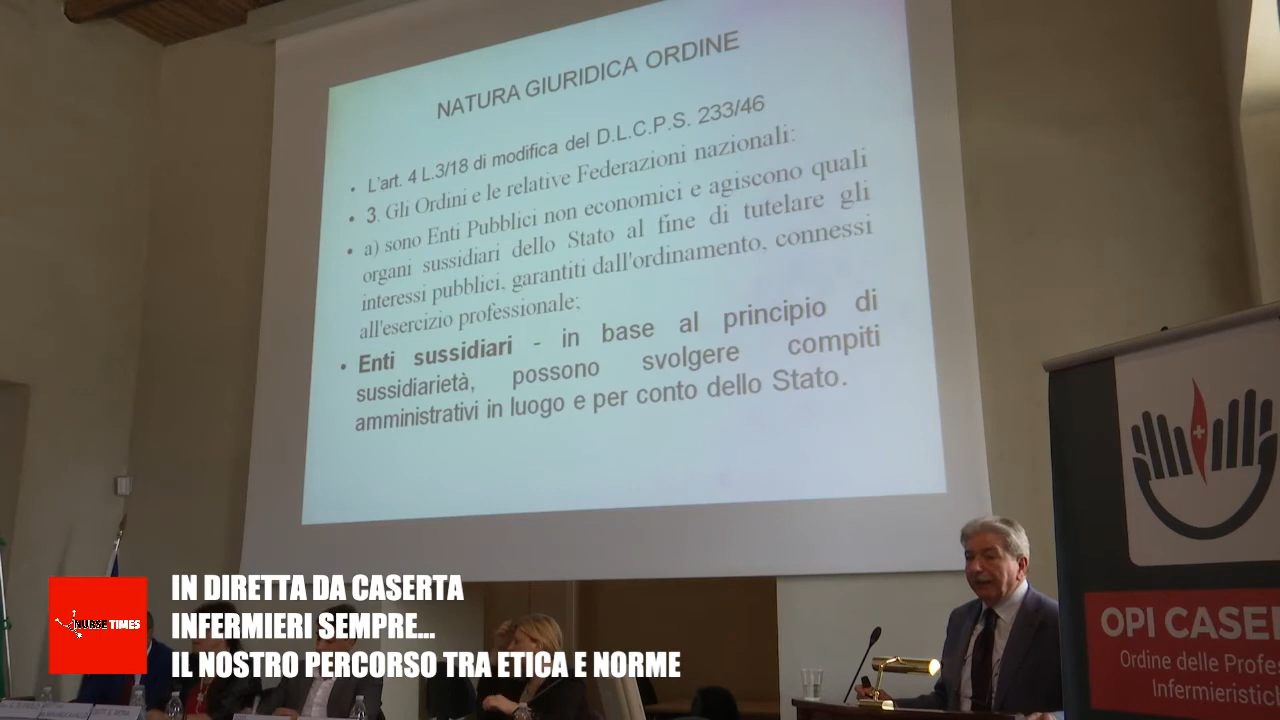 NATURA GIURIDICA ORDINE
• L'art. 4 L.3/18 di modifica del D.L.C.P.S. 233/46
• 3. Gli Ordini e le relative Federazioni nazionali:
• a) sono Enti Pubblici non economici e agiscono quali
organi sussidiari dello Stato al fine di tutelare gli
interessi pubblici, garantiti dall'ordinamento, connessi
all'esercizio professionale;
• Enti sussidiari - in base al principio di
sussidiarietà, possono svolgere compiti
amministrativi in luogo e per conto dello Stato.
OPI CASE
Ordine delle Profes
Infermieristic
NURSE TIMES
IN DIRETTA DA CASERTA
INFERMIERI SEMPRE...
IL NOSTRO PERCORSO TRA ETICA E NORME